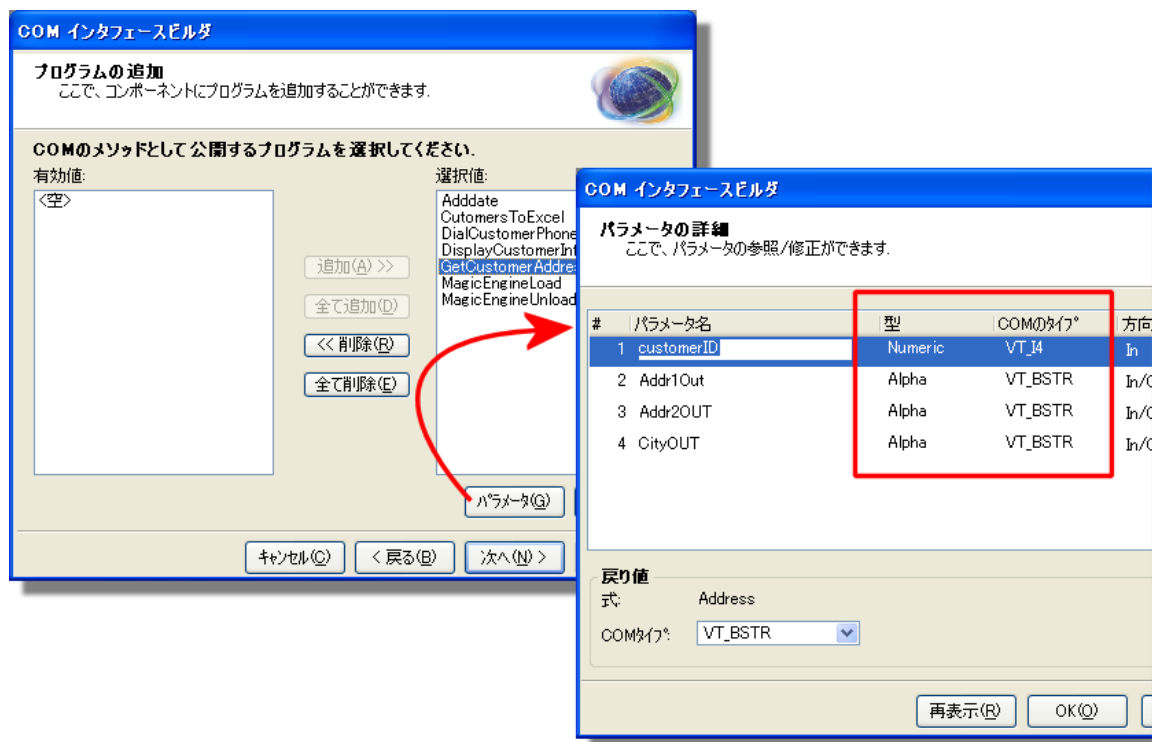 COM インタフェースビルダ
プログラムの追加
ここで、コンポーネントにプログラムを追加することができます.
COMのメソッドとして公開するプログラムを選択してください.
有効値:
選択値:
<空>
Adddate
CutomersToExcel
DialCustomerPhone
DisplayCustomerInf
GetCustomerAddre
MagicEngineLoad
MagicEngineUnload
追加(A) >>
全て追加(D)
<< 削除(R)
全て削除(E)
パラメータ(G)
キャンセル(C)
< 戻る(B)
次へ(N) >
COM インタフェースビルダ
パラメータの詳細
ここで、パラメータの参照/修正ができます.
# パラメータ名 型 COMのタイプ 方向
1 customerID Numeric VT_I4 In
2 Addr1Out Alpha VT_BSTR In/O
3 Addr2OUT Alpha VT_BSTR In/O
4 CityOUT Alpha VT_BSTR In/O
戻り値
式: Address
COMタイプ: VT_BSTR
再表示(R)
OK(O)